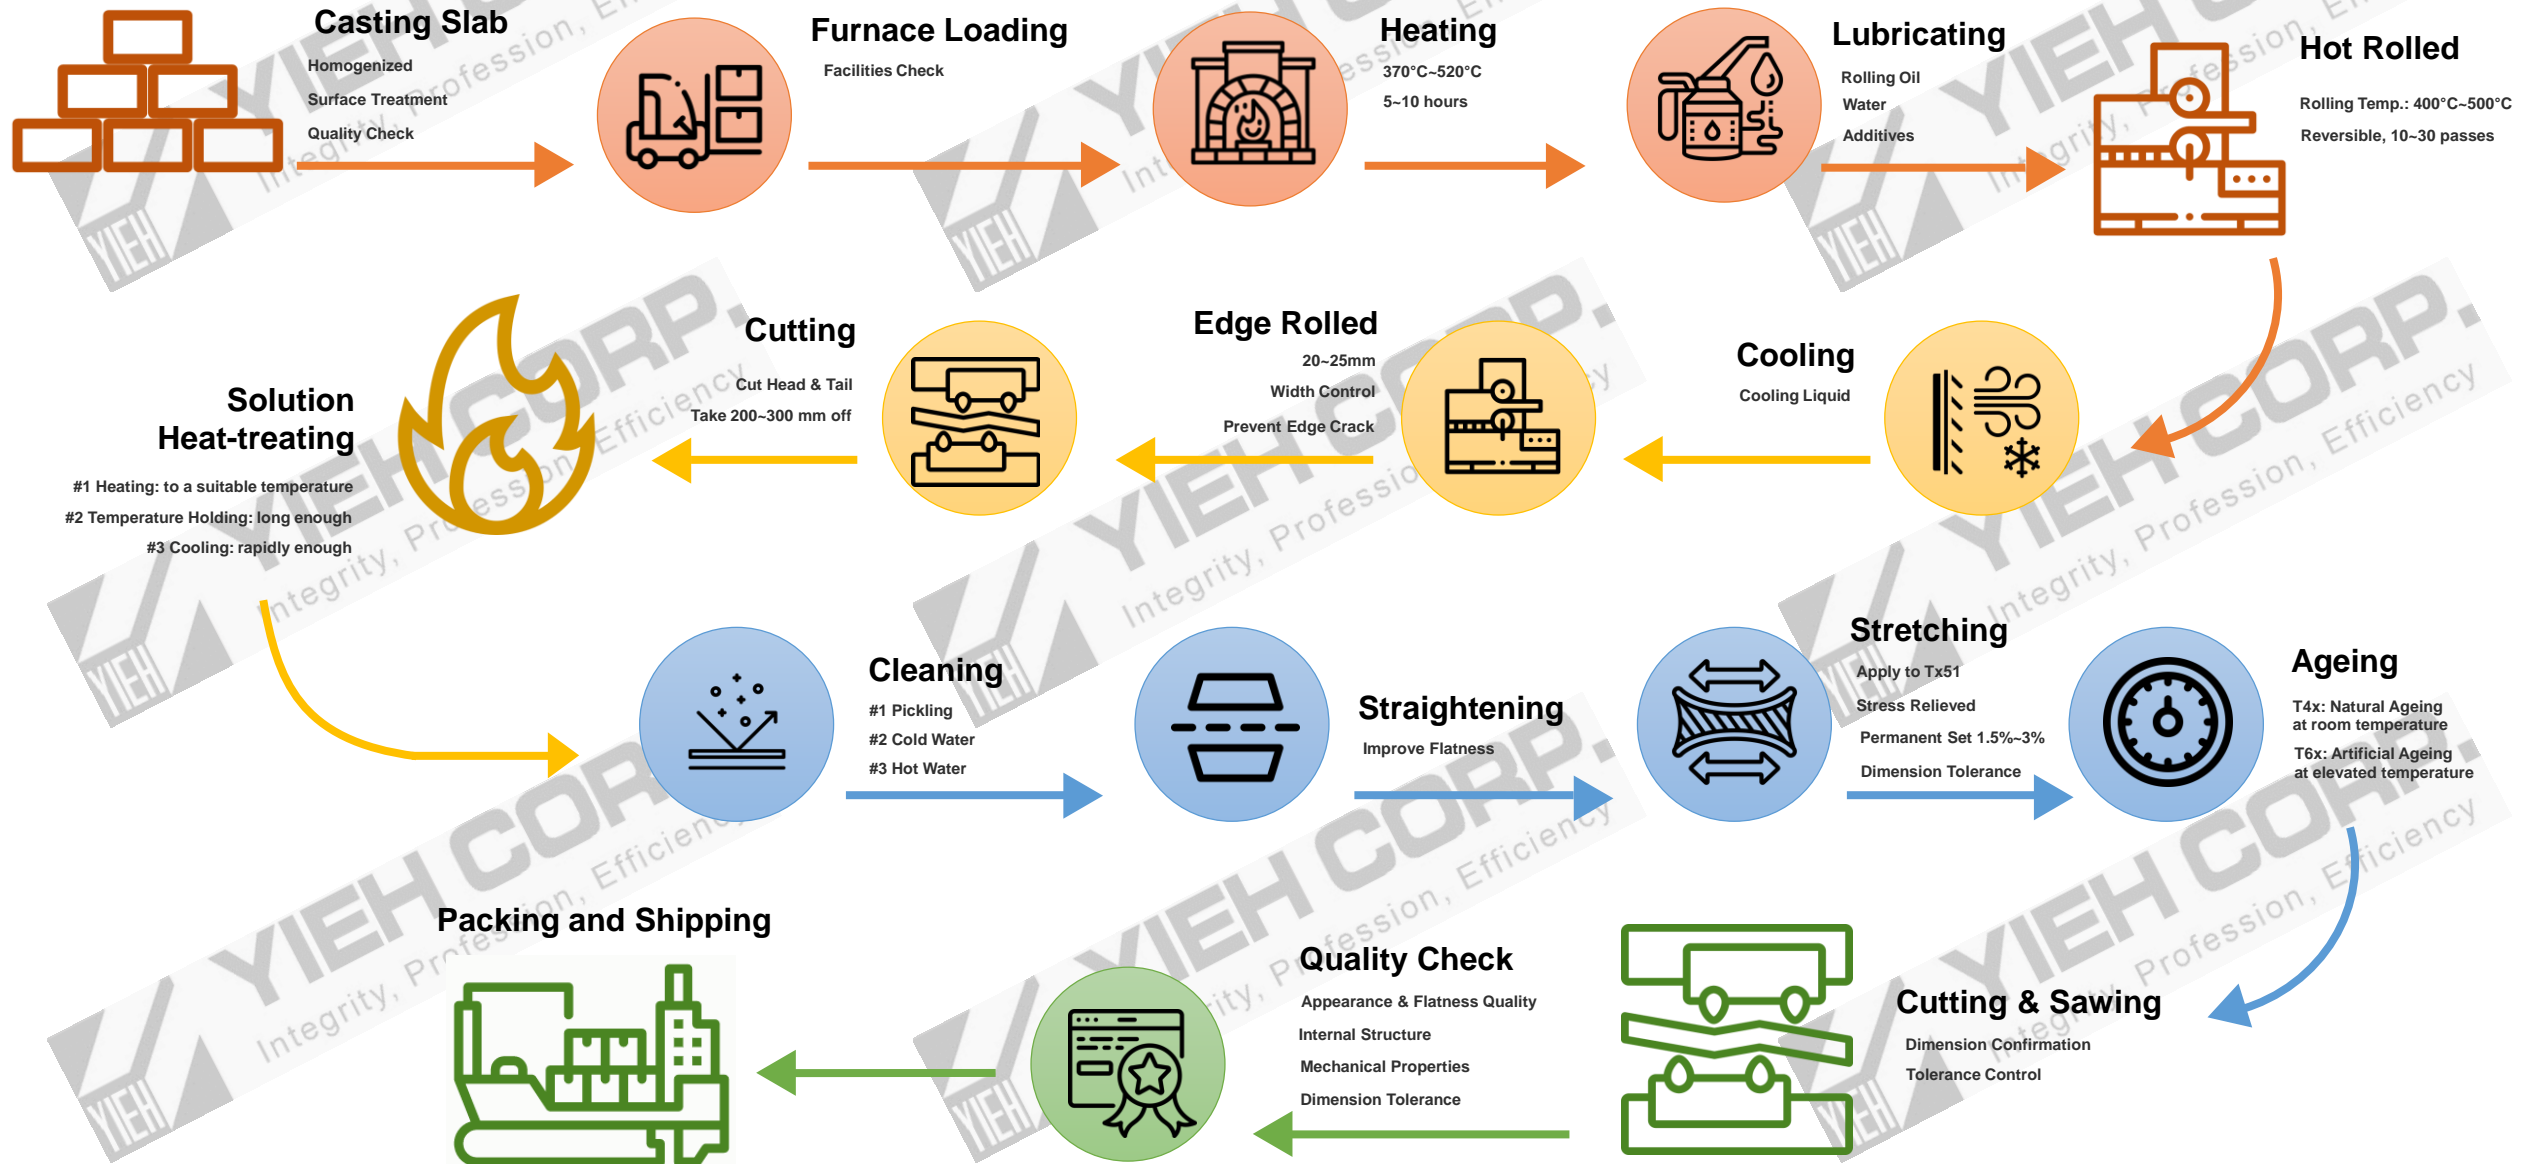 Casting Slab
Homogenized
Surface Treatment
Quality Check
Furnace Loading
Facilities Check
Heating
370°C~520°C
5~10 hours
Lubricating
Rolling Oil
Water
Additives
Hot Rolled
Rolling Temp.: 400°C~500°C
Reversible, 10~30 passes
Cooling
Cooling Liquid
Edge Rolled
20~25mm
Width Control
Prevent Edge Crack
Cutting
Cut Head & Tail
Take 200~300 mm off
Solution
Heat-treating
#1 Heating: to a suitable temperature
#2 Temperature Holding: long enough
#3 Cooling: rapidly enough
Cleaning
#1 Pickling
#2 Cold Water
#3 Hot Water
Straightening
Improve Flatness
Stretching
Apply to Tx51
Stress Relieved
Permanent Set 1.5%~3%
Dimension Tolerance
Ageing
T4x: Natural Ageing
at room temperature
T6x: Artificial Ageing
at elevated temperature
Cutting & Sawing
Dimension Confirmation
Tolerance Control
Quality Check
Appearance & Flatness Quality
Internal Structure
Mechanical Properties
Dimension Tolerance
Packing and Shipping
YIEH CORP.
Integrity, Profession, Efficiency
YIEH